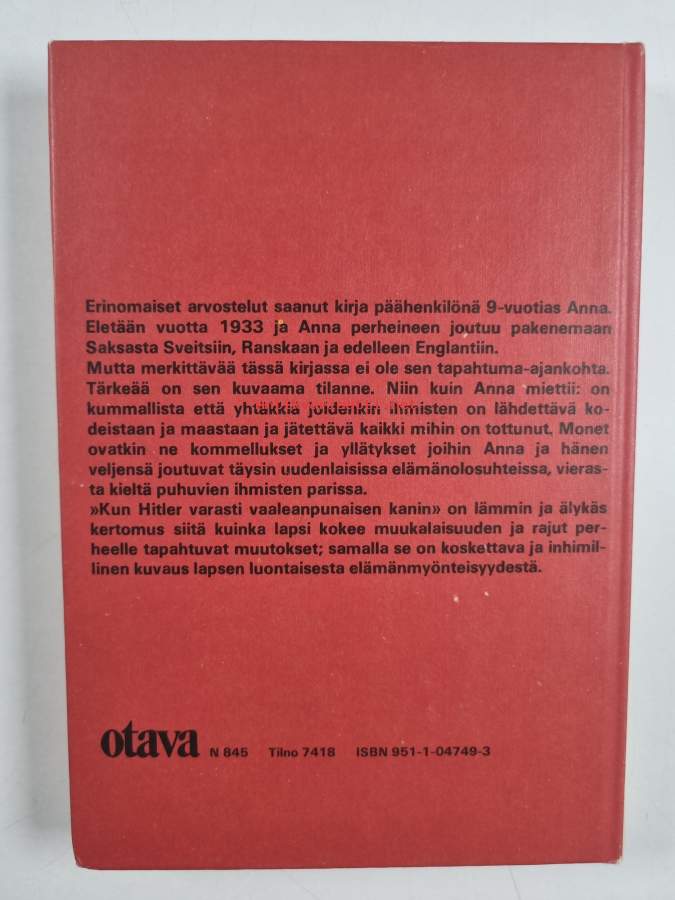 Erinomaiset arvostelut saanut kirja päähenkilönä 9-vuotias Anna.
Eletään vuotta 1933 ja Anna perheineen joutuu pakenemaan
Saksasta Sveitsiin, Ranskaan ja edelleen Englantiin.
Mutta merkittävää tässä kirjassa ei ole sen tapahtuma-ajankohta.
Tärkeää on sen kuvaama tilanne. Niin kuin Anna miettii: on
kummallista että yhtäkkiä joidenkin ihmisten on lähdettävä ko-
deistaan ja maastaan ja jätettävä kaikki mihin on tottunut. Monet
ovatkin ne kommellukset ja yllätykset joihin Anna ja hänen
veljensä joutuvat täysin uudenlaisissa elämänolosuhteissa, vieras-
ta kieltä puhuvien ihmisten parissa.
»Kun Hitler varasti vaaleanpunaisen kanin» on lämmin ja älykäs
kertomus siitä kuinka lapsi kokee muukalaisuuden ja rajut per-
heelle tapahtuvat muutokset; samalla se on koskettava ja inhimil-
linen kuvaus lapsen luontaisesta elämänmyönteisyydestä.
otava N 845 Tilno 7418 ISBN 951-1-04749-3